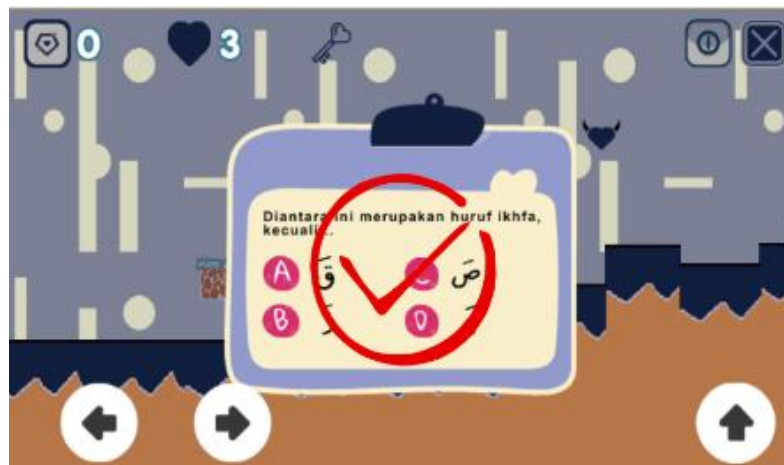 0 3
Diantara ini merupakan huruf ikhfa,
kecuali...
A قَ C صَ
B D